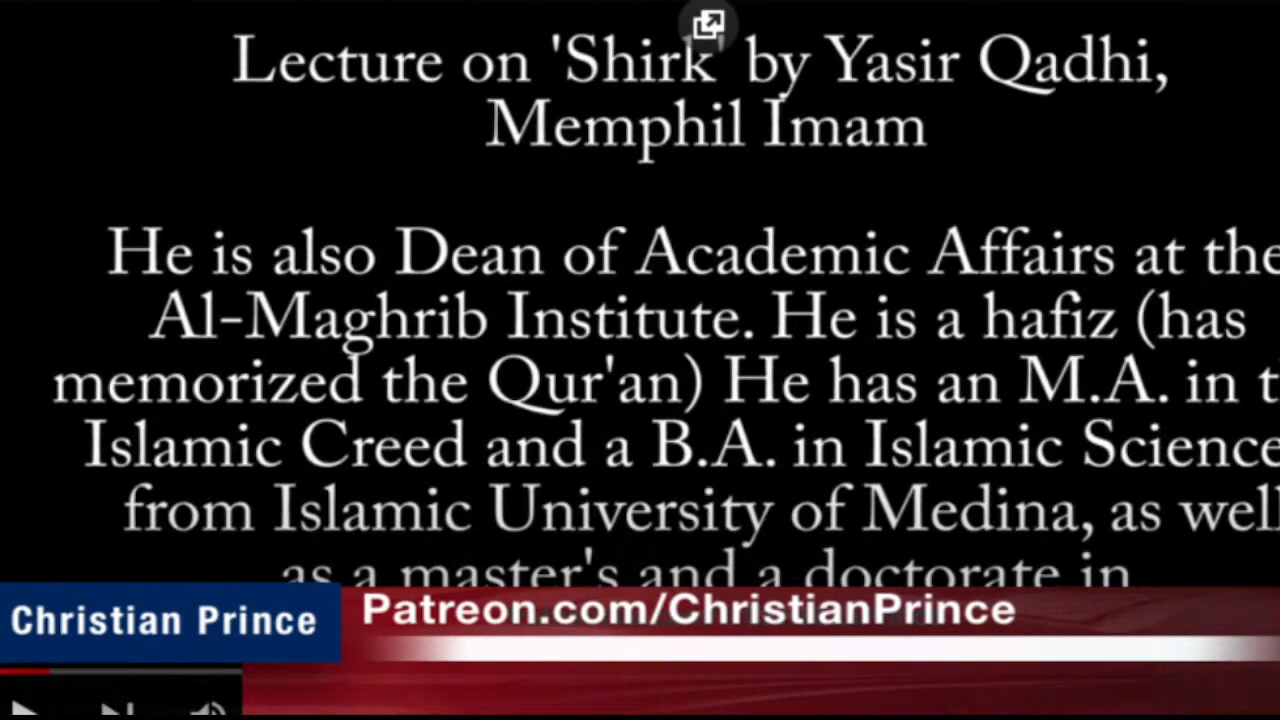 Lecture on 'Shirk' by Yasir Qadhi,
Memphil Imam
He is also Dean of Academic Affairs at the
Al-Maghrib Institute. He is a hafiz (has
memorized the Qur'an) He has an M.A. in t
Islamic Creed and a B.A. in Islamic Science
from Islamic University of Medina, as well
as a master's and a doctorate in
Christian Prince
Patreon.com/ChristianPrince